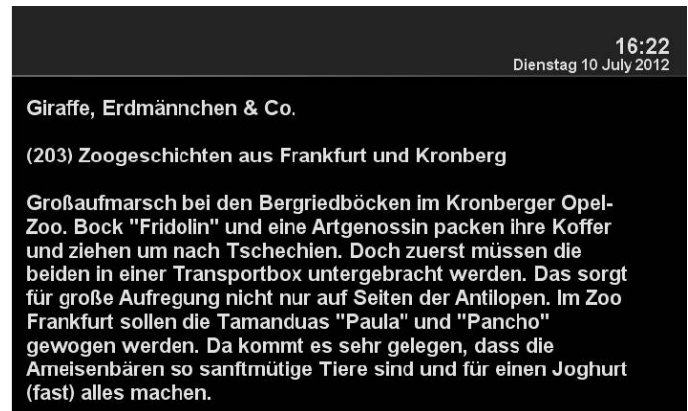 16:22
Dienstag 10 July 2012
Giraffe, Erdmännchen & Co.
(203) Zoogeschichten aus Frankfurt und Kronberg
Großaufmarsch bei den Bergriedböcken im Kronberger Opel-
Zoo. Bock "Fridolin" und eine Artgenossin packen ihre Koffer
und ziehen um nach Tschechien. Doch zuerst müssen die
beiden in einer Transportbox untergebracht werden. Das sorgt
für große Aufregung nicht nur auf Seiten der Antilopen. Im Zoo
Frankfurt sollen die Tamanduas "Paula" und "Pancho"
gewogen werden. Da kommt es sehr gelegen, dass die
Ameisenbären so sanftmütige Tiere sind und für einen Joghurt
(fast) alles machen.